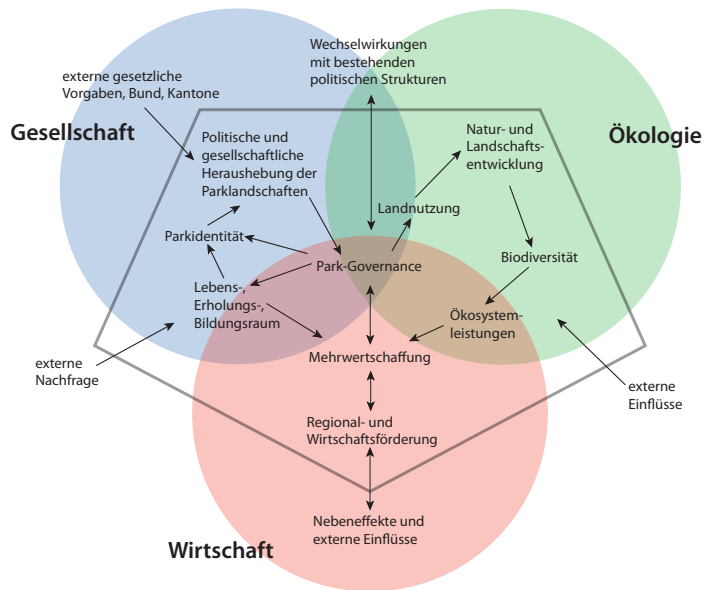 Wechselwirkungen
mit bestehenden
politischen Strukturen
externe gesetzliche
Vorgaben, Bund, Kantone
Gesellschaft
Ökologie
Politische und
gesellschaftliche
Heraushebung der
Parklandschaften
Natur- und
Landschafts-
entwicklung
Landnutzung
Parkidentität
Park-Governance
Biodiversität
Lebens-,
Erholungs-,
Bildungsraum
Ökosystem-
leistungen
Mehrwertschaffung
externe
Nachfrage
externe
Einflüsse
Regional- und
Wirtschaftsförderung
Nebeneffekte und
externe Einflüsse
Wirtschaft